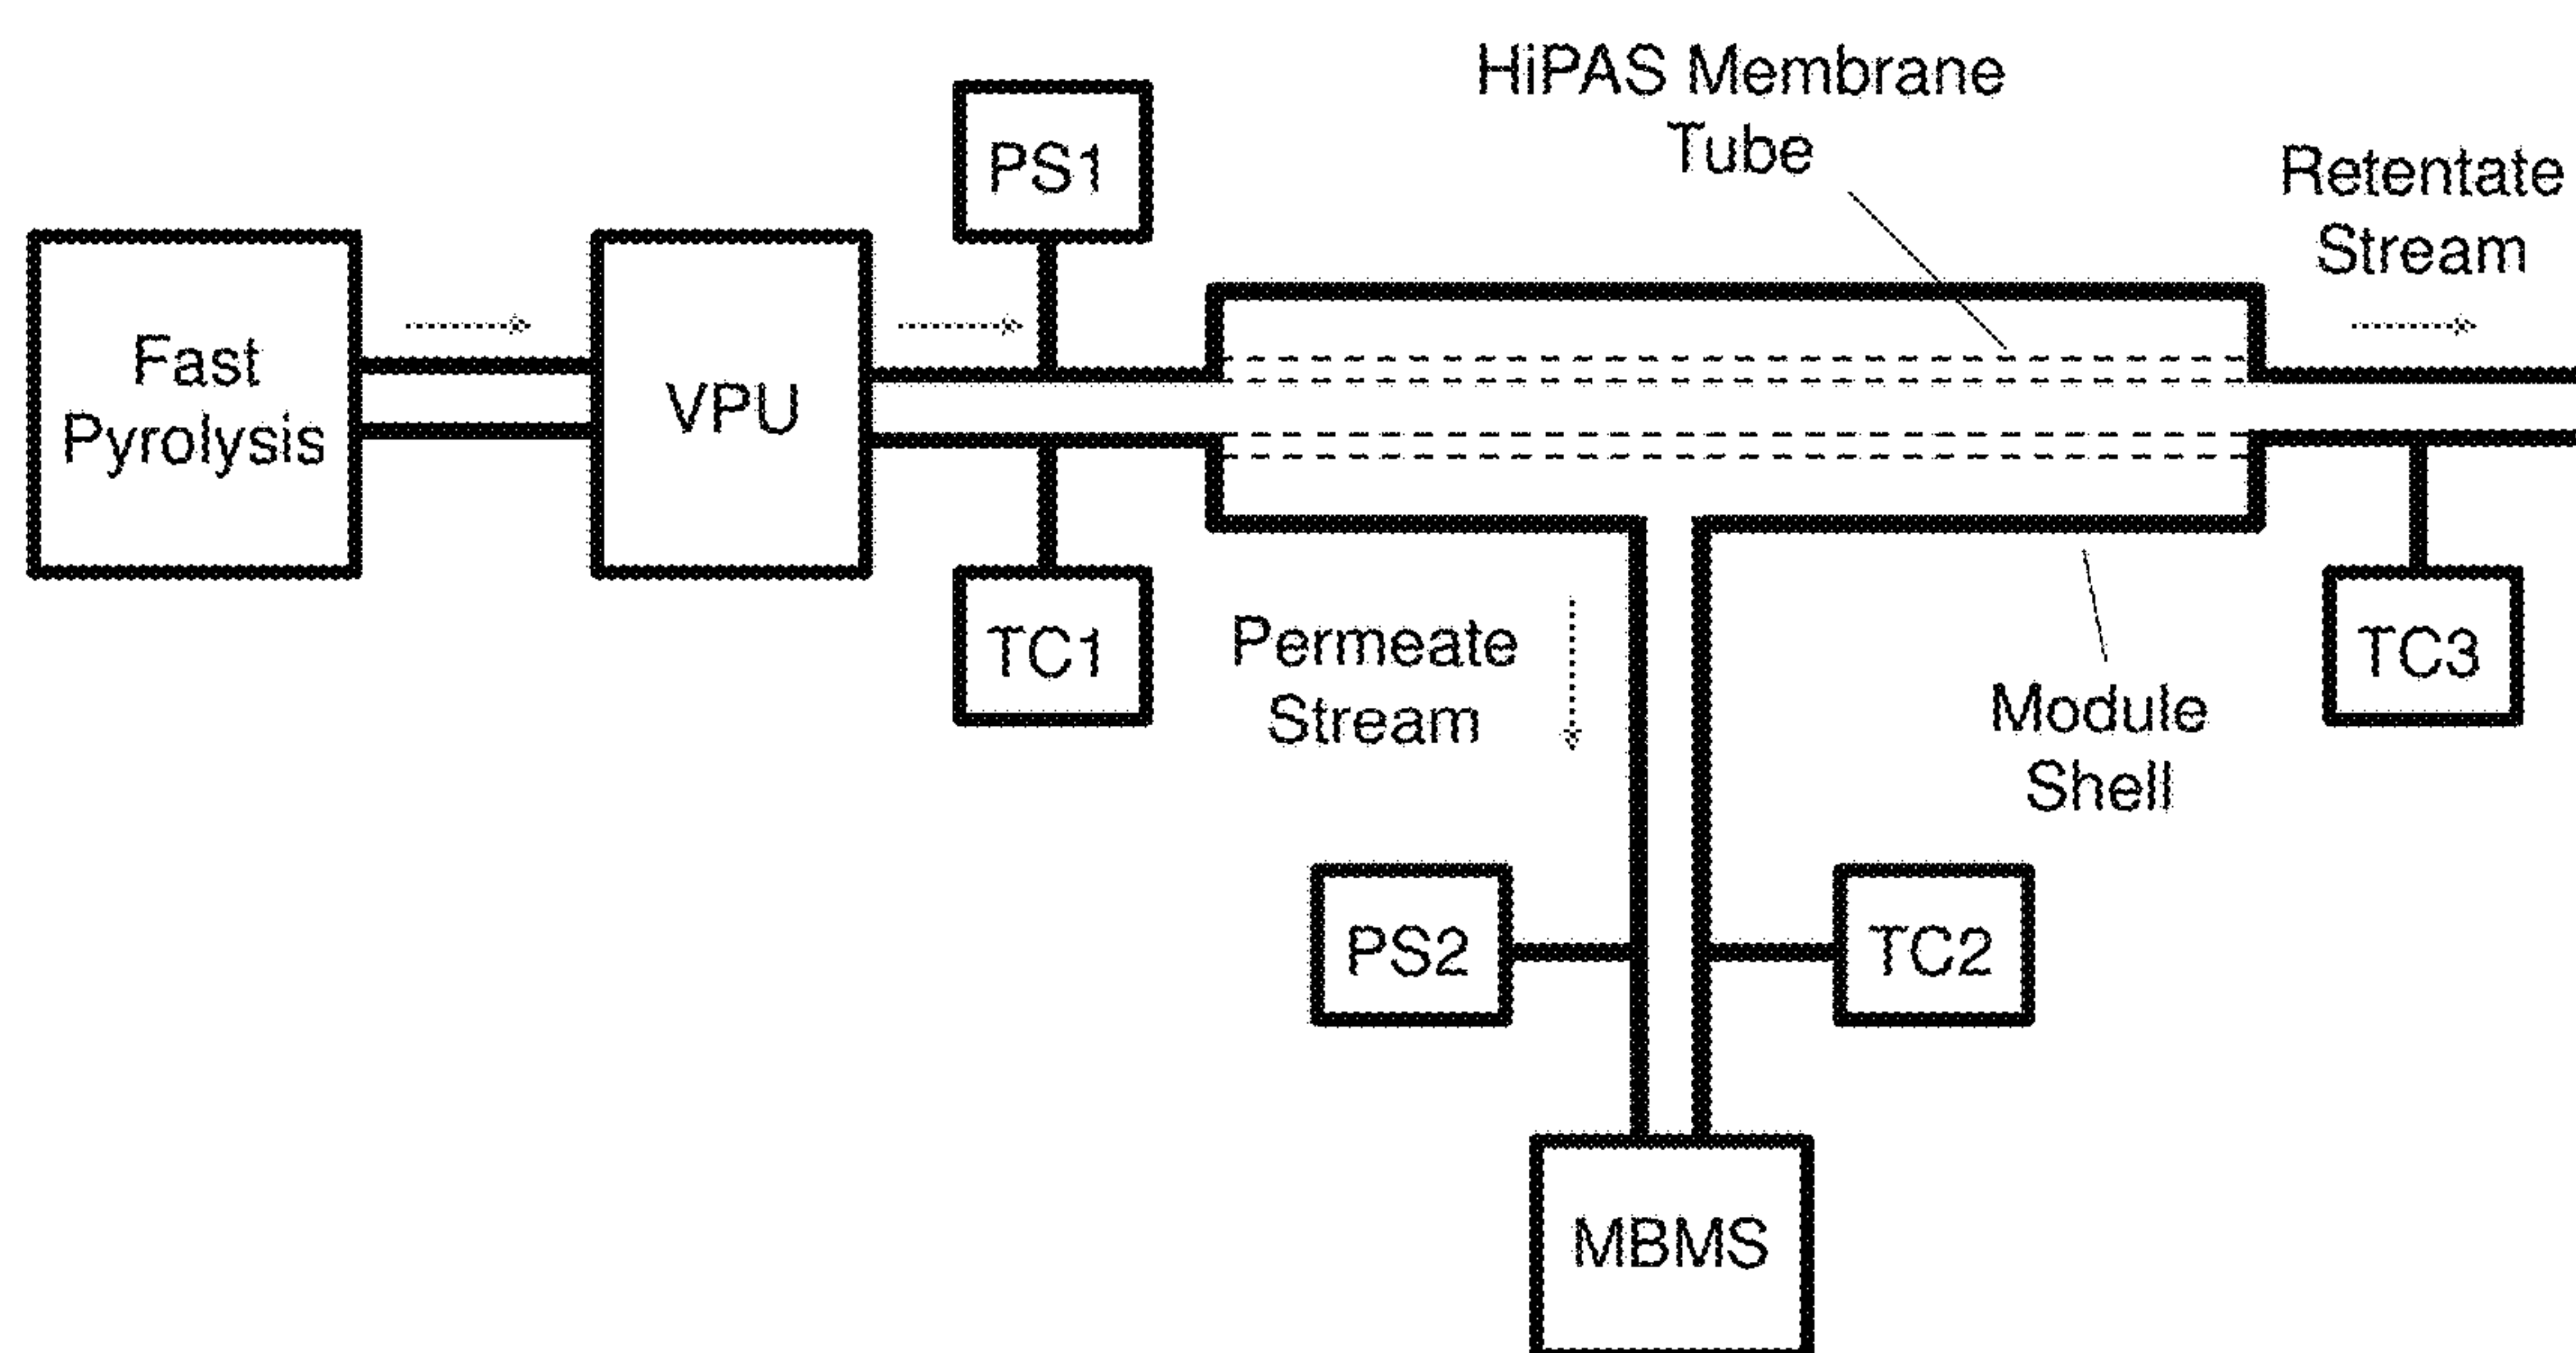 HiPAS Membrane
Tube
PS1
Retentate
Stream
Fast
Pyrolysis
VPU
TC1
Permeate
Stream
TC3
Module
Shell
PS2
TC2
MBMS